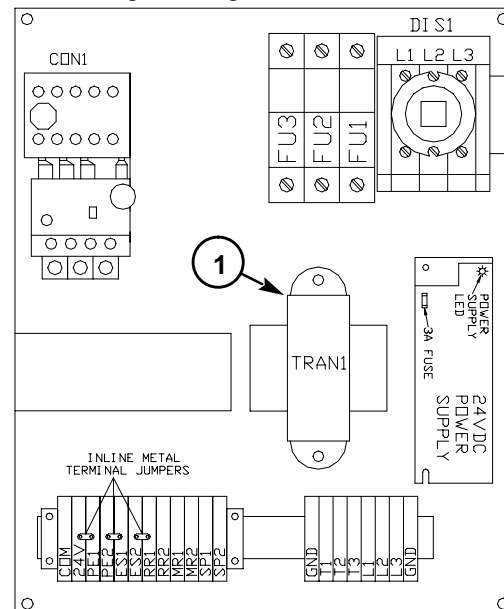 DIS1
CON1
L1 L2 L3
FU3
FU2
FU1
1
TRAN1
POWER
SUPPLY
LED
3A FUSE
24VDC
POWER
SUPPLY
INLINE METAL
TERMINAL JUMPERS
COM
24V
PE1
PE2
ES1
ES2
RR1
RR2
MR1
MR2
SP1
SP2
GND
T1
T2
T3
L1
L2
L3
GND